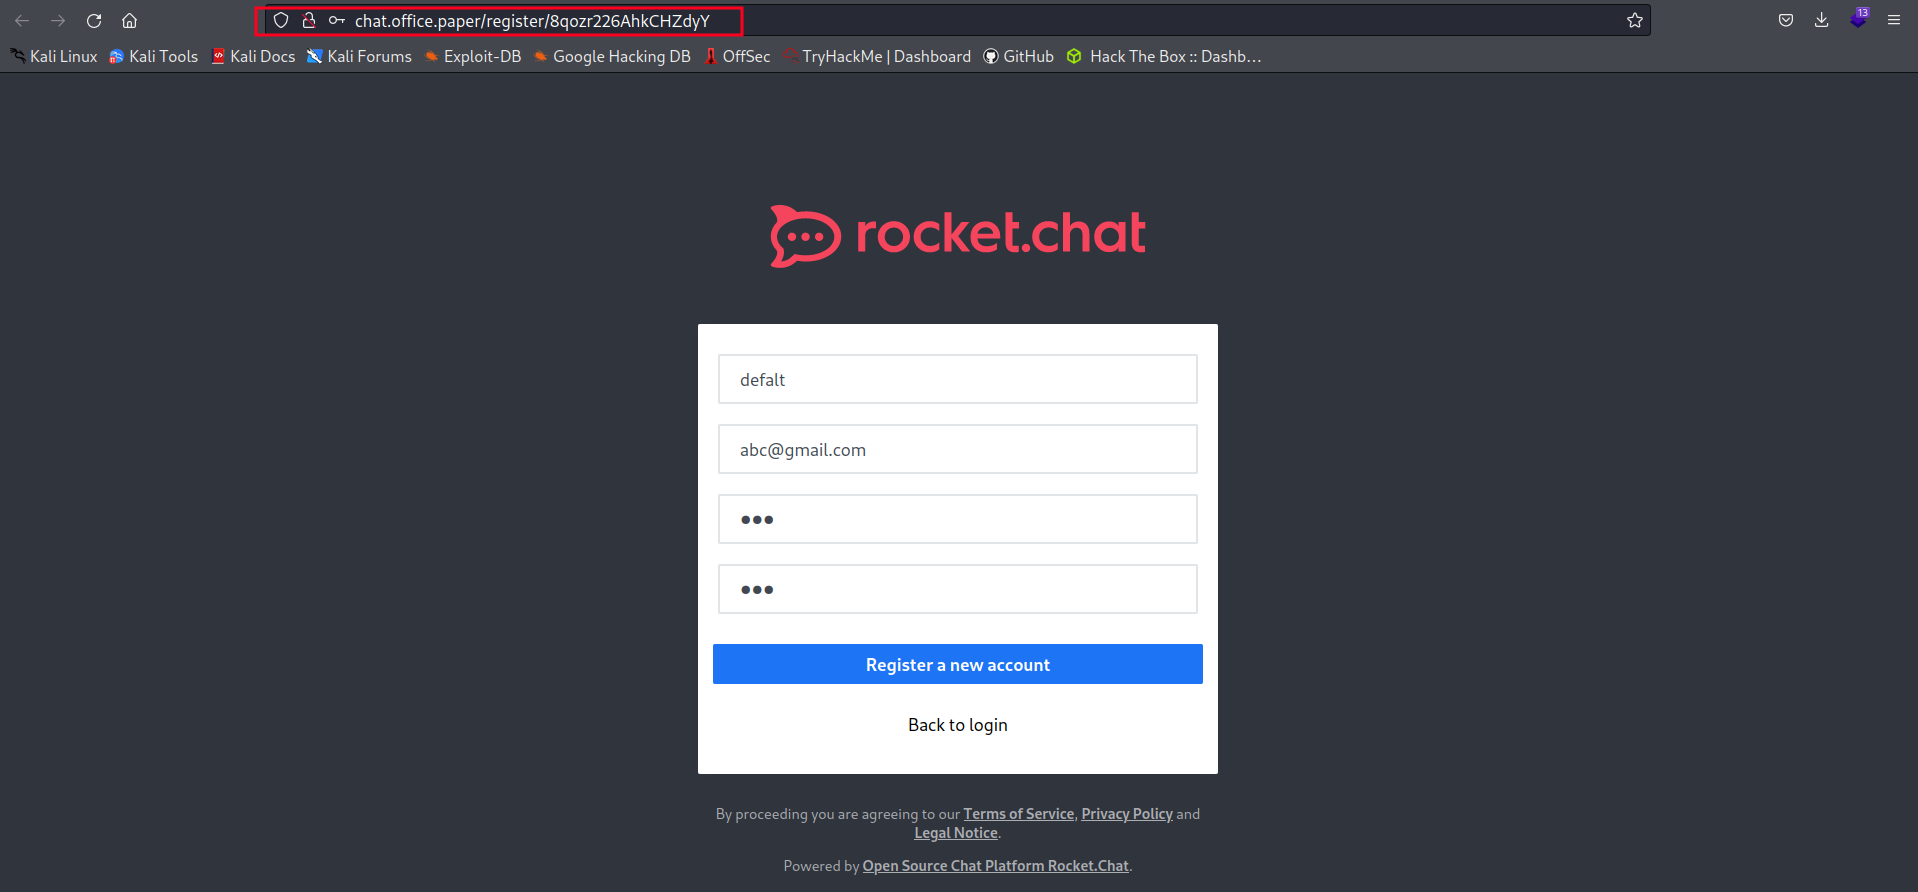 chat.office.paper/register/8qozr226AhkCHZdyY
13
Kali Linux Kali Tools Kali Docs Kali Forums Exploit-DB Google Hacking DB OffSec TryHackMe | Dashboard GitHub Hack The Box :: Dashb…
rocket.chat
defalt
abc@gmail.com
●●●
●●●
Register a new account
Back to login
By proceeding you are agreeing to our Terms of Service, Privacy Policy and
Legal Notice.
Powered by Open Source Chat Platform Rocket.Chat.